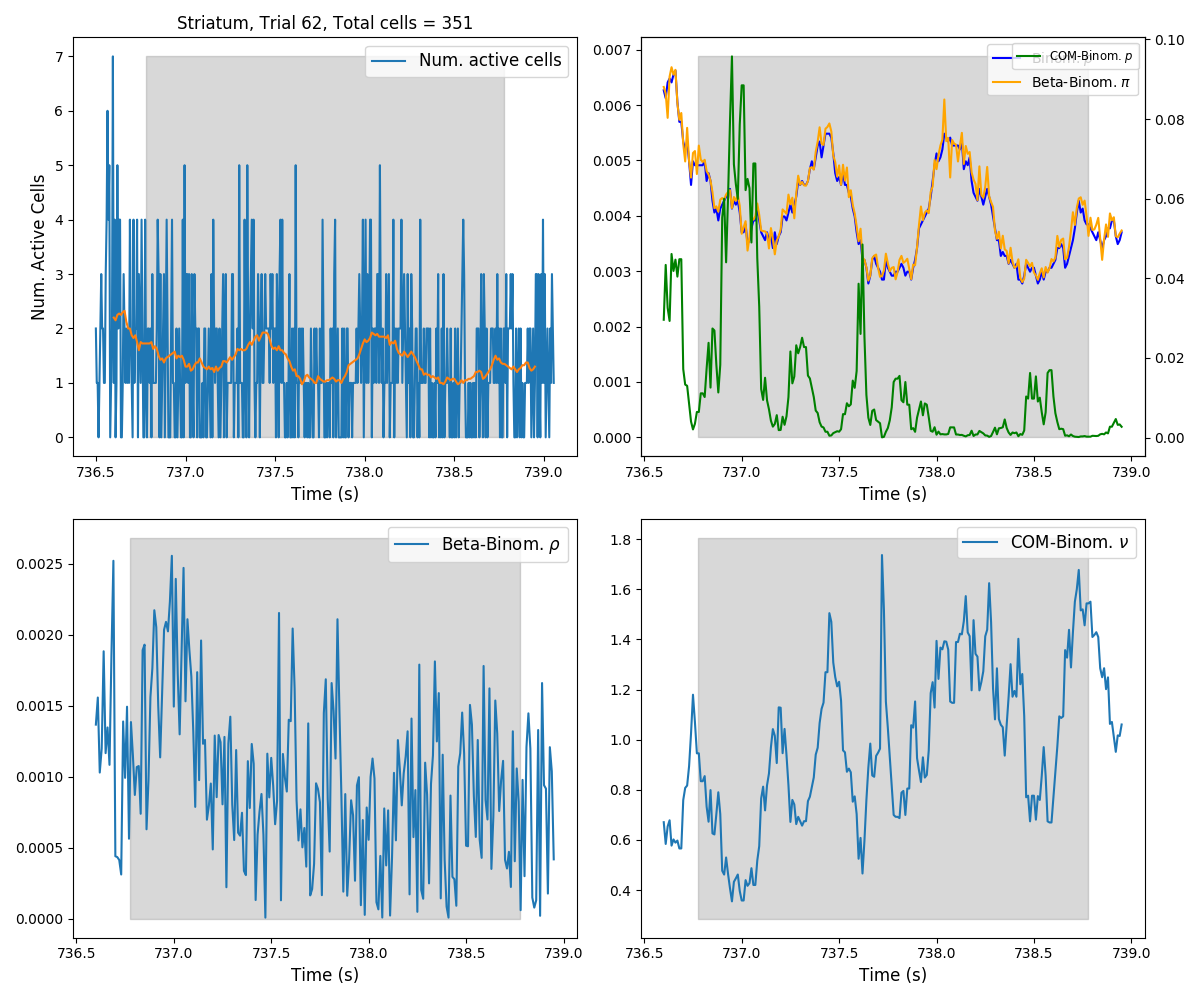 Striatum, Trial 62, Total cells = 351
Num. active cells
Num. Active Cells
7
6
5
4
3
2
1
0
736.5 737.0 737.5 738.0 738.5 739.0
Time (s)
COM-Binom. p
Beta-Binom. π
0.007
0.006
0.005
0.004
0.003
0.002
0.001
0.000
0.10
0.08
0.06
0.04
0.02
0.00
736.5 737.0 737.5 738.0 738.5 739.0
Time (s)
Beta-Binom. ρ
0.0025
0.0020
0.0015
0.0010
0.0005
0.0000
736.5 737.0 737.5 738.0 738.5 739.0
Time (s)
COM-Binom. ν
1.8
1.6
1.4
1.2
1.0
0.8
0.6
0.4
736.5 737.0 737.5 738.0 738.5 739.0
Time (s)